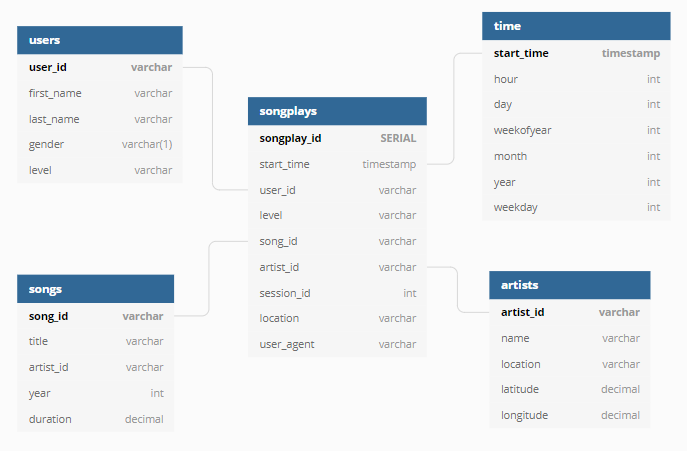 users
user_id varchar
first_name varchar
last_name varchar
gender varchar(1)
level varchar
songplays
songplay_id SERIAL
start_time timestamp
user_id varchar
level varchar
song_id varchar
artist_id varchar
session_id int
location varchar
user_agent varchar
time
start_time timestamp
hour int
day int
weekofyear int
month int
year int
weekday int
songs
song_id varchar
title varchar
artist_id varchar
year int
duration decimal
artists
artist_id varchar
name varchar
location varchar
latitude decimal
longitude decimal